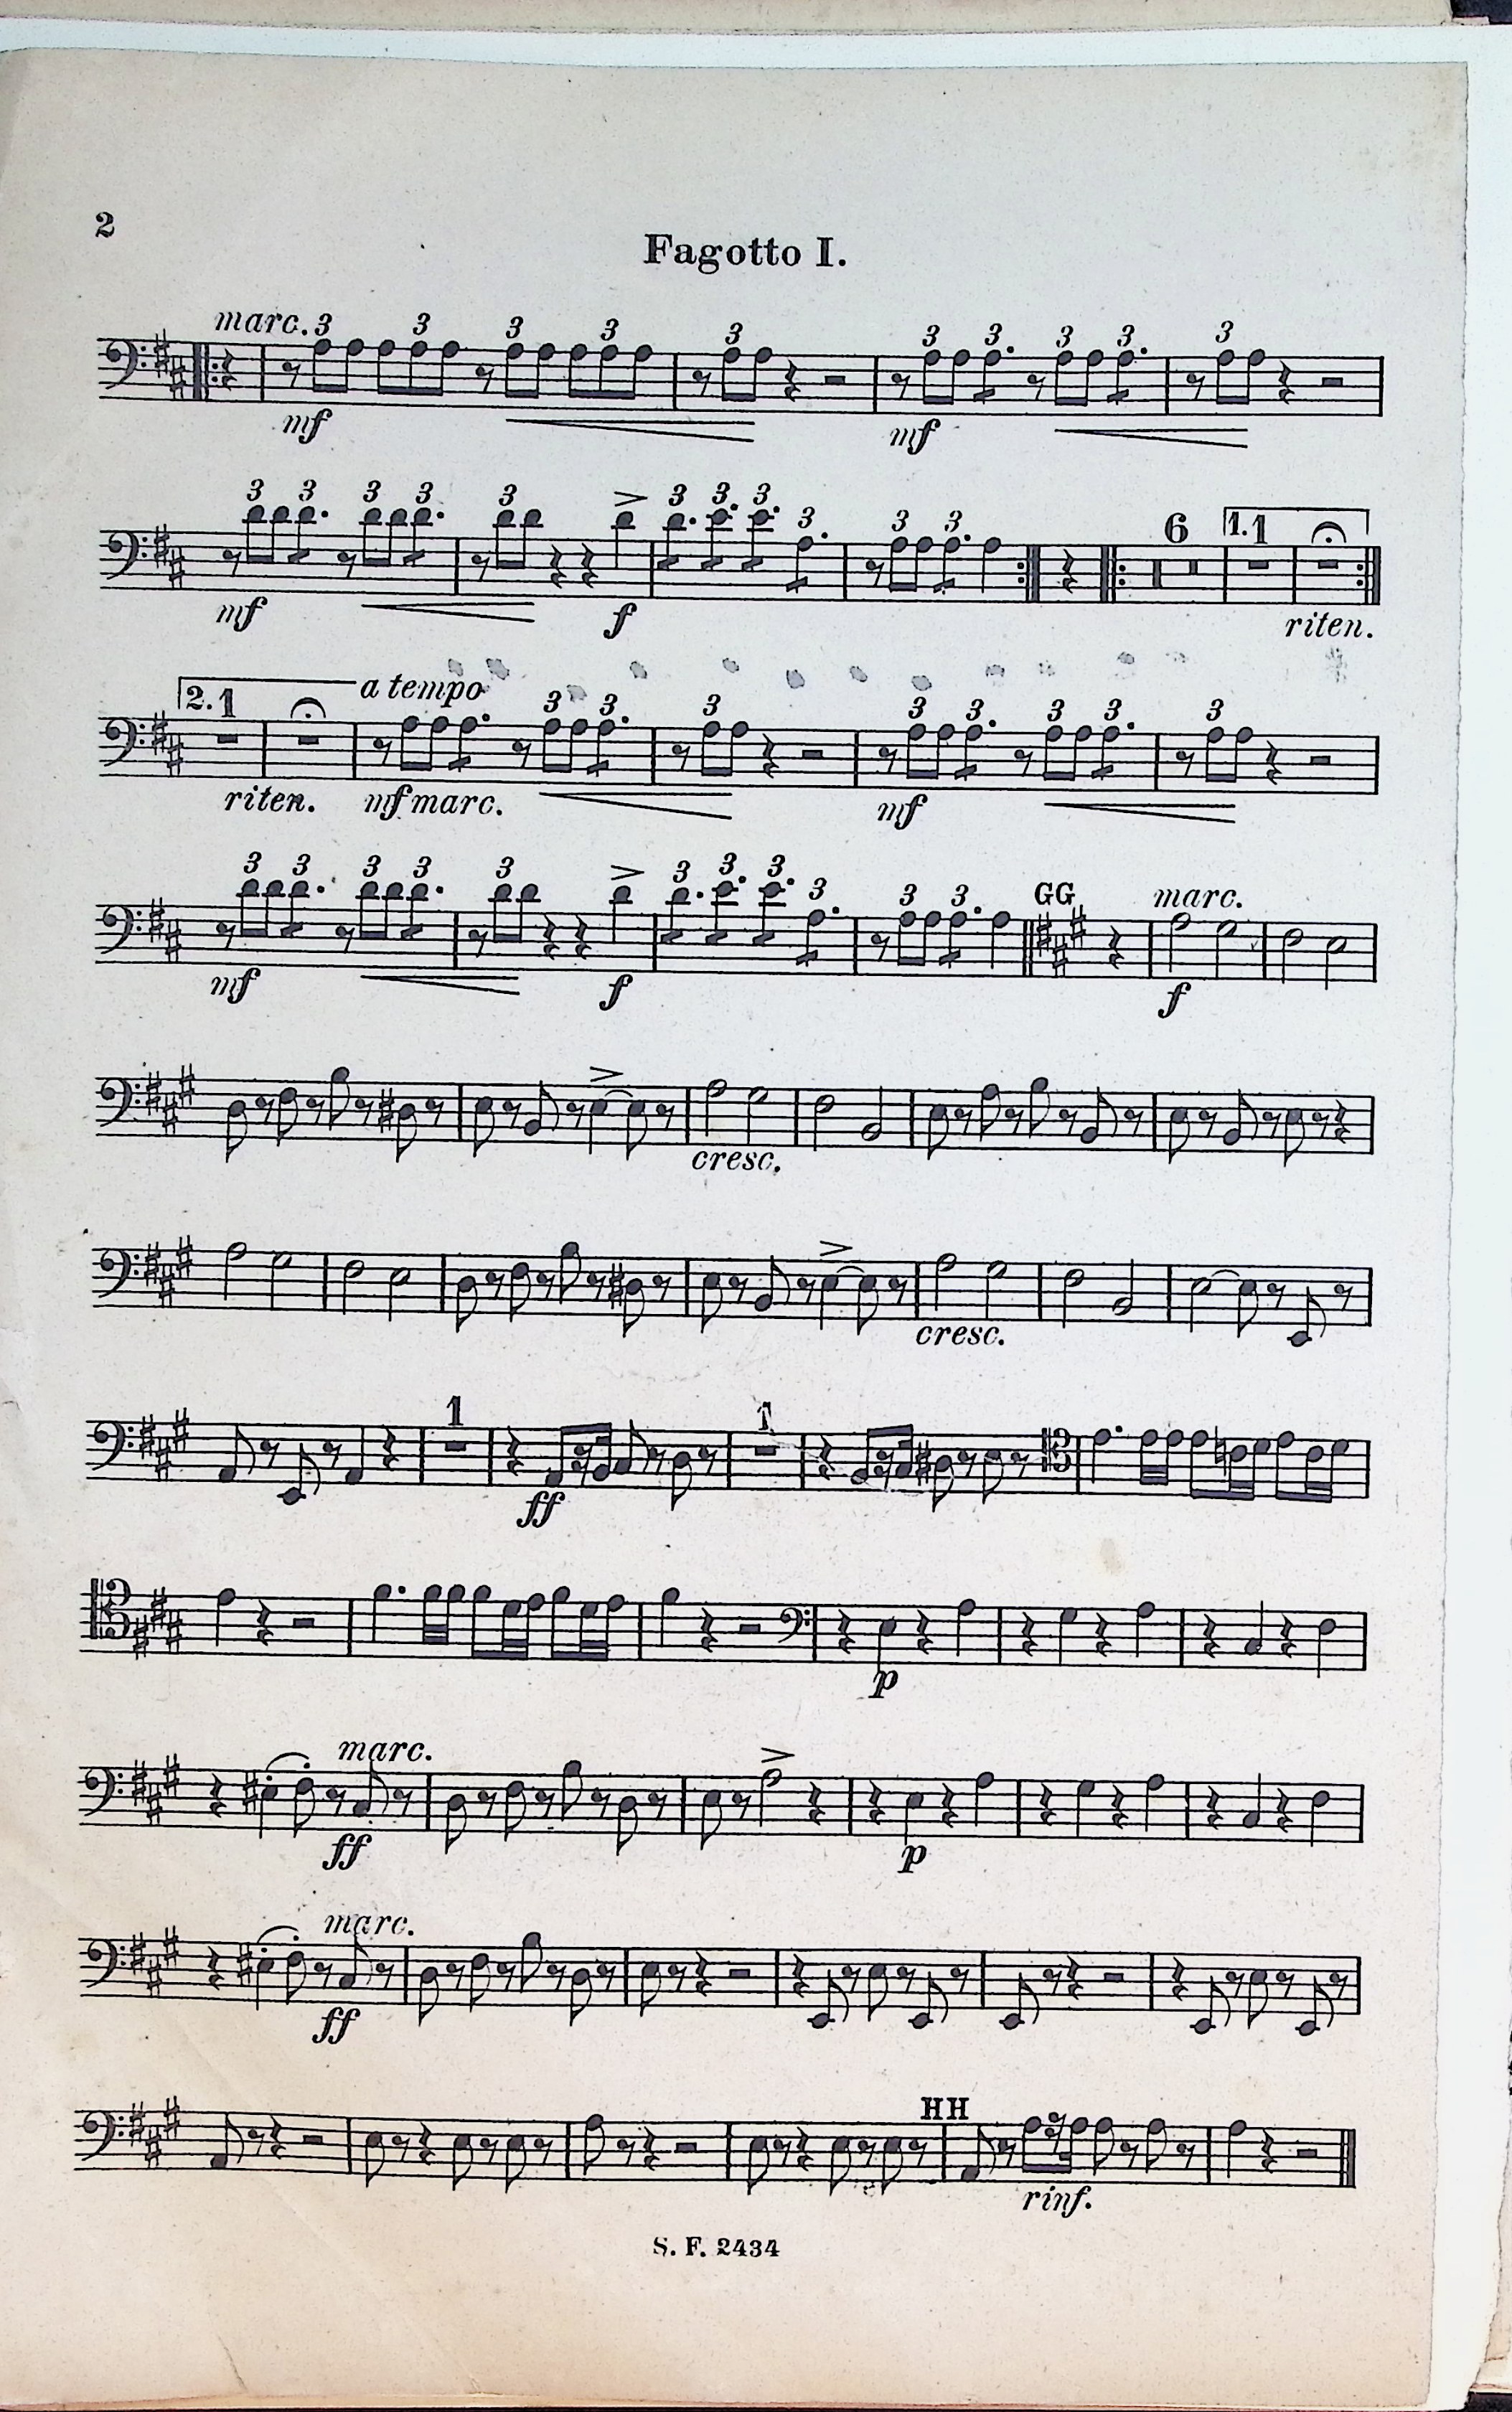 2
Fagotto I.
marc. 3 3 3 3 3 3 3 3 3 3
mf mf
3 3 3 3 3 3 3 3 3 3 3 6 1. 1
mf f riten.
2. 1 a tempo 3 3 3 3 3 3 3 3
riten. mf marc. mf
3 3 3 3 3 3 3 3 3 3 3 GG marc.
mf f f
cresc.
cresc.
1 1
ff
p
marc.
ff p
marc.
ff
HH
rinf.
S. F. 2434